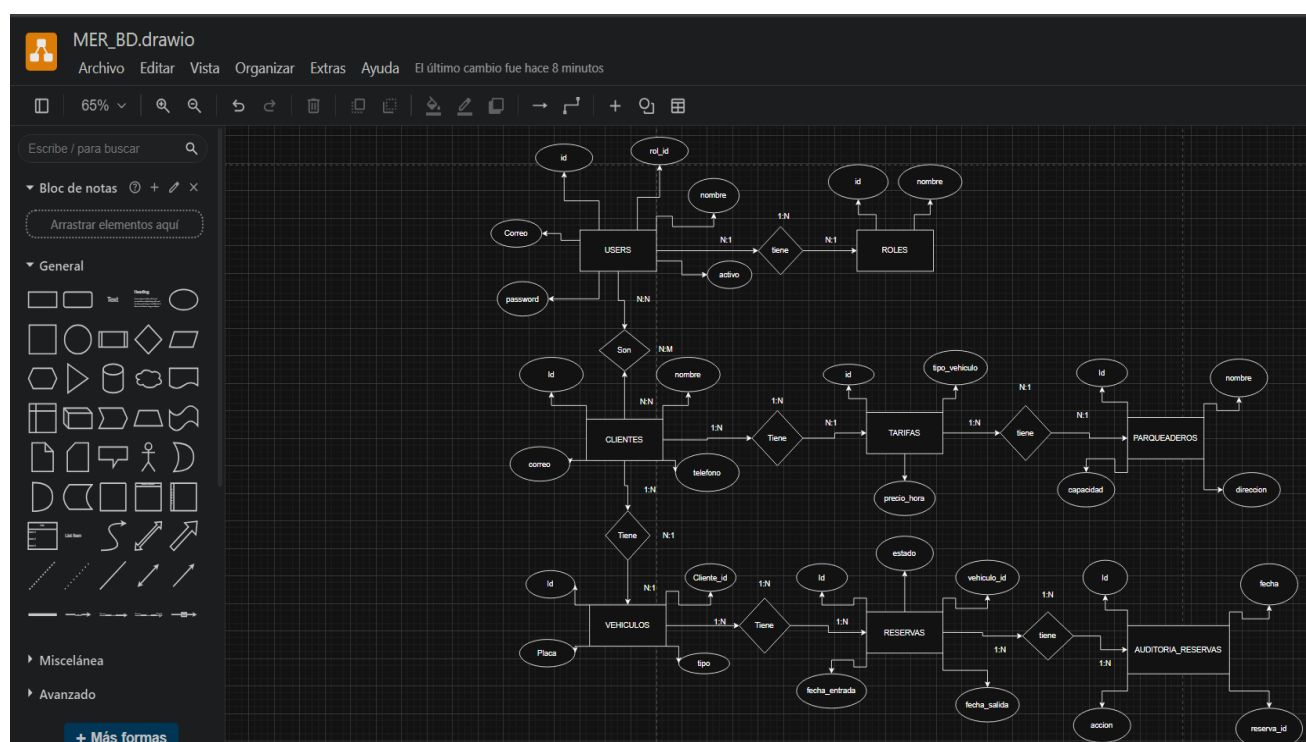 MER_BD.drawio
Archivo Editar Vista Organizar Extras Ayuda El último cambio fue hace 8 minutos
65%
Escribe / para buscar
Bloc de notas
Arrastrar elementos aquí
General
Text
Heading
List Item
Miscelánea
Avanzado
+ Más formas
id
rol_id
nombre
Correo
USERS
activo
password
N:1
1:N
tiene
N:1
id
nombre
ROLES
N:N
Son
N:M
N:N
Id
nombre
CLIENTES
correo
telefono
1:N
1:N
Tiene
N:1
id
tipo_vehiculo
TARIFAS
precio_hora
1:N
N:1
tiene
N:1
Id
nombre
PARQUEADEROS
capacidad
direccion
1:N
Tiene
N:1
N:1
Id
Cliente_id
VEHICULOS
Placa
tipo
1:N
1:N
Tiene
1:N
Id
estado
vehiculo_id
RESERVAS
fecha_entrada
fecha_salida
1:N
1:N
tiene
1:N
Id
fecha
AUDITORIA_RESERVAS
accion
reserva_id